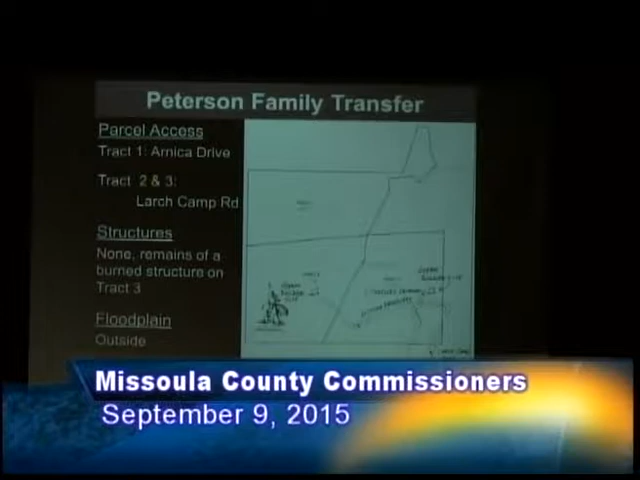 Peterson Family Transfer
Parcel Access
Tract 1: Arnica Drive
Tract 2 & 3:
Larch Camp Rd
Structures
None, remains of a
burned structure on
Tract 3
Floodplain
Outside
Missoula County Commissioners
September 9, 2015